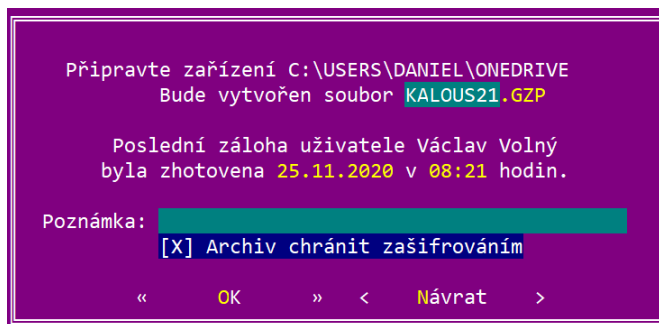 Připravte zařízení C:\USERS\DANIEL\ONEDRIVE
Bude vytvořen soubor KALOUS21.GZP
Poslední záloha uživatele Václav Volný
byla zhotovena 25.11.2020 v 08:21 hodin.
Poznámka:
[X] Archiv chránit zašifrováním
« OK » < Návrat >